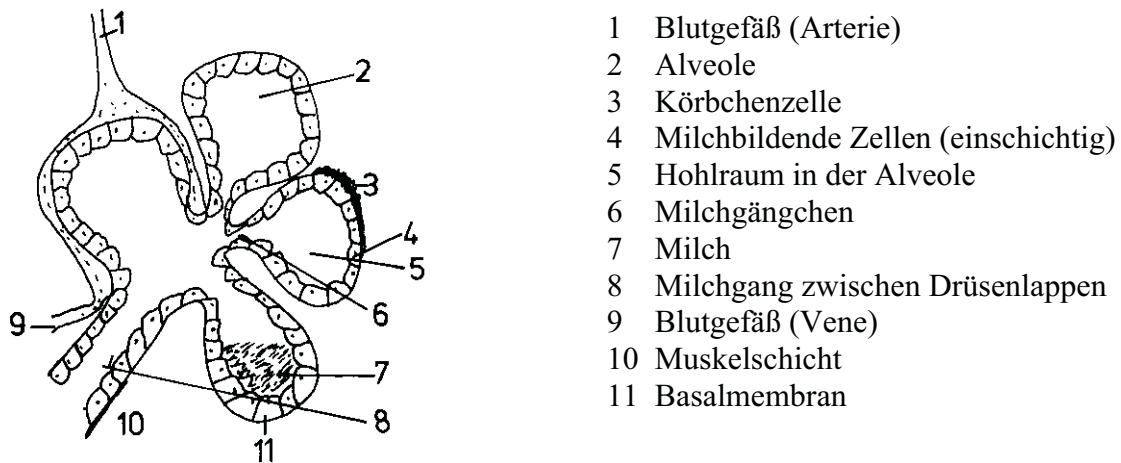 1
2
3
4
5
6
7
8
9
10
11
1 Blutgefäß (Arterie)
2 Alveole
3 Körbchenzelle
4 Milchbildende Zellen (einschichtig)
5 Hohlraum in der Alveole
6 Milchgängchen
7 Milch
8 Milchgang zwischen Drüsenlappen
9 Blutgefäß (Vene)
10 Muskelschicht
11 Basalmembran